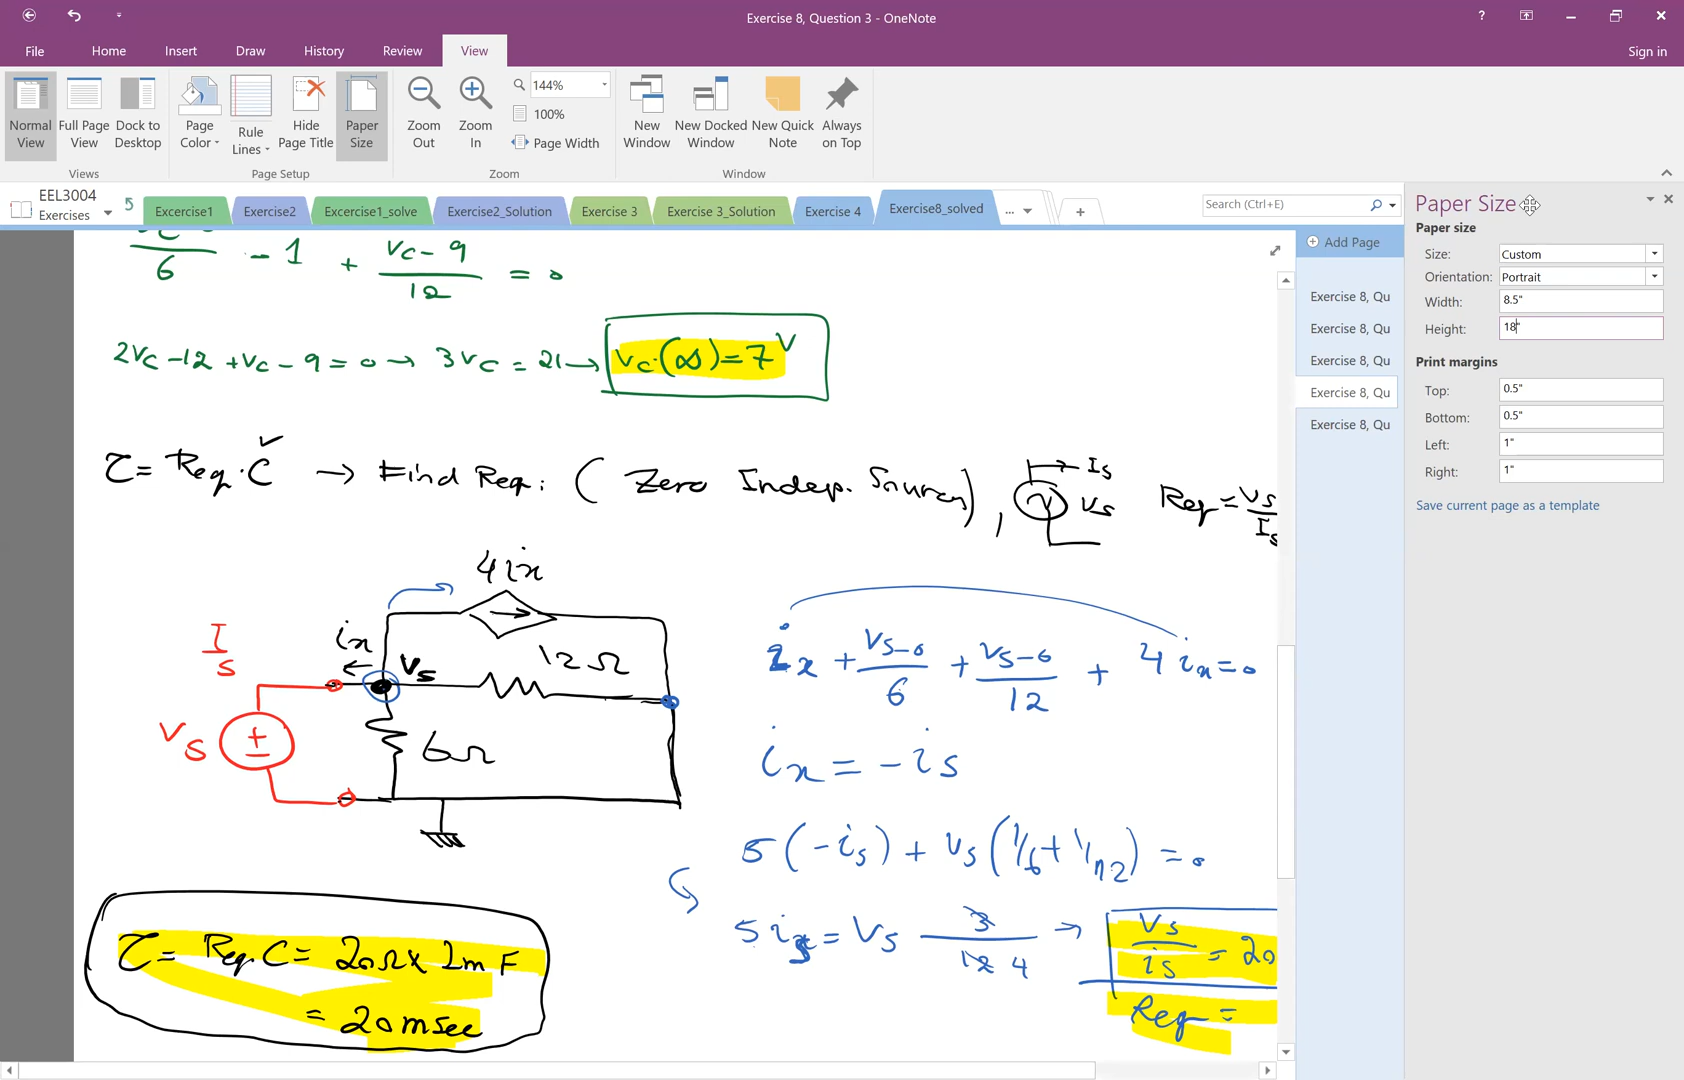 Exercise 8, Question 3 - OneNote
?
File Home Insert Draw History Review View Sign in
Normal View
Full Page View
Dock to Desktop
Page Color
Rule Lines
Hide Page Title
Paper Size
Zoom Out
Zoom In
144%
100%
Page Width
New Window
New Docked Window
New Quick Note
Always on Top
Views Page Setup Zoom Window
EEL3004 Exercises
5
Excercise1 Exercise2 Excercise1_solve Exercise2_Solution Exercise 3 Exercise 3_Solution Exercise 4 Exercise8_solved ... +
Search (Ctrl+E)
Add Page
Exercise 8, Qu
Exercise 8, Qu
Exercise 8, Qu
Exercise 8, Qu
Exercise 8, Qu
Paper Size
Paper size
Size: Custom
Orientation: Portrait
Width: 8.5"
Height: 18"
Print margins
Top: 0.5"
Bottom: 0.5"
Left: 1"
Right: 1"
Save current page as a template
/6 - 1 + (Vc - 9)/12 = 0
2Vc - 12 + Vc - 9 = 0 → 3Vc = 21 → Vc(∞) = 7 V
τ = Req.C ✓ → Find Req: ( Zero Indep. Sources) , Is Vs Req = Vs/Is
4ix
Is
ix
Vs
12Ω
Vs
+
-
6Ω
ix + (Vs-0)/6 + (Vs-0)/12 + 4ix = 0
ix = -is
5(-is) + Vs(1/6 + 1/12) = 0
5is = Vs 3/12 4 → Vs/is = 20
Req =
τ = Req.C = 20Ω x 1mF
= 20msec